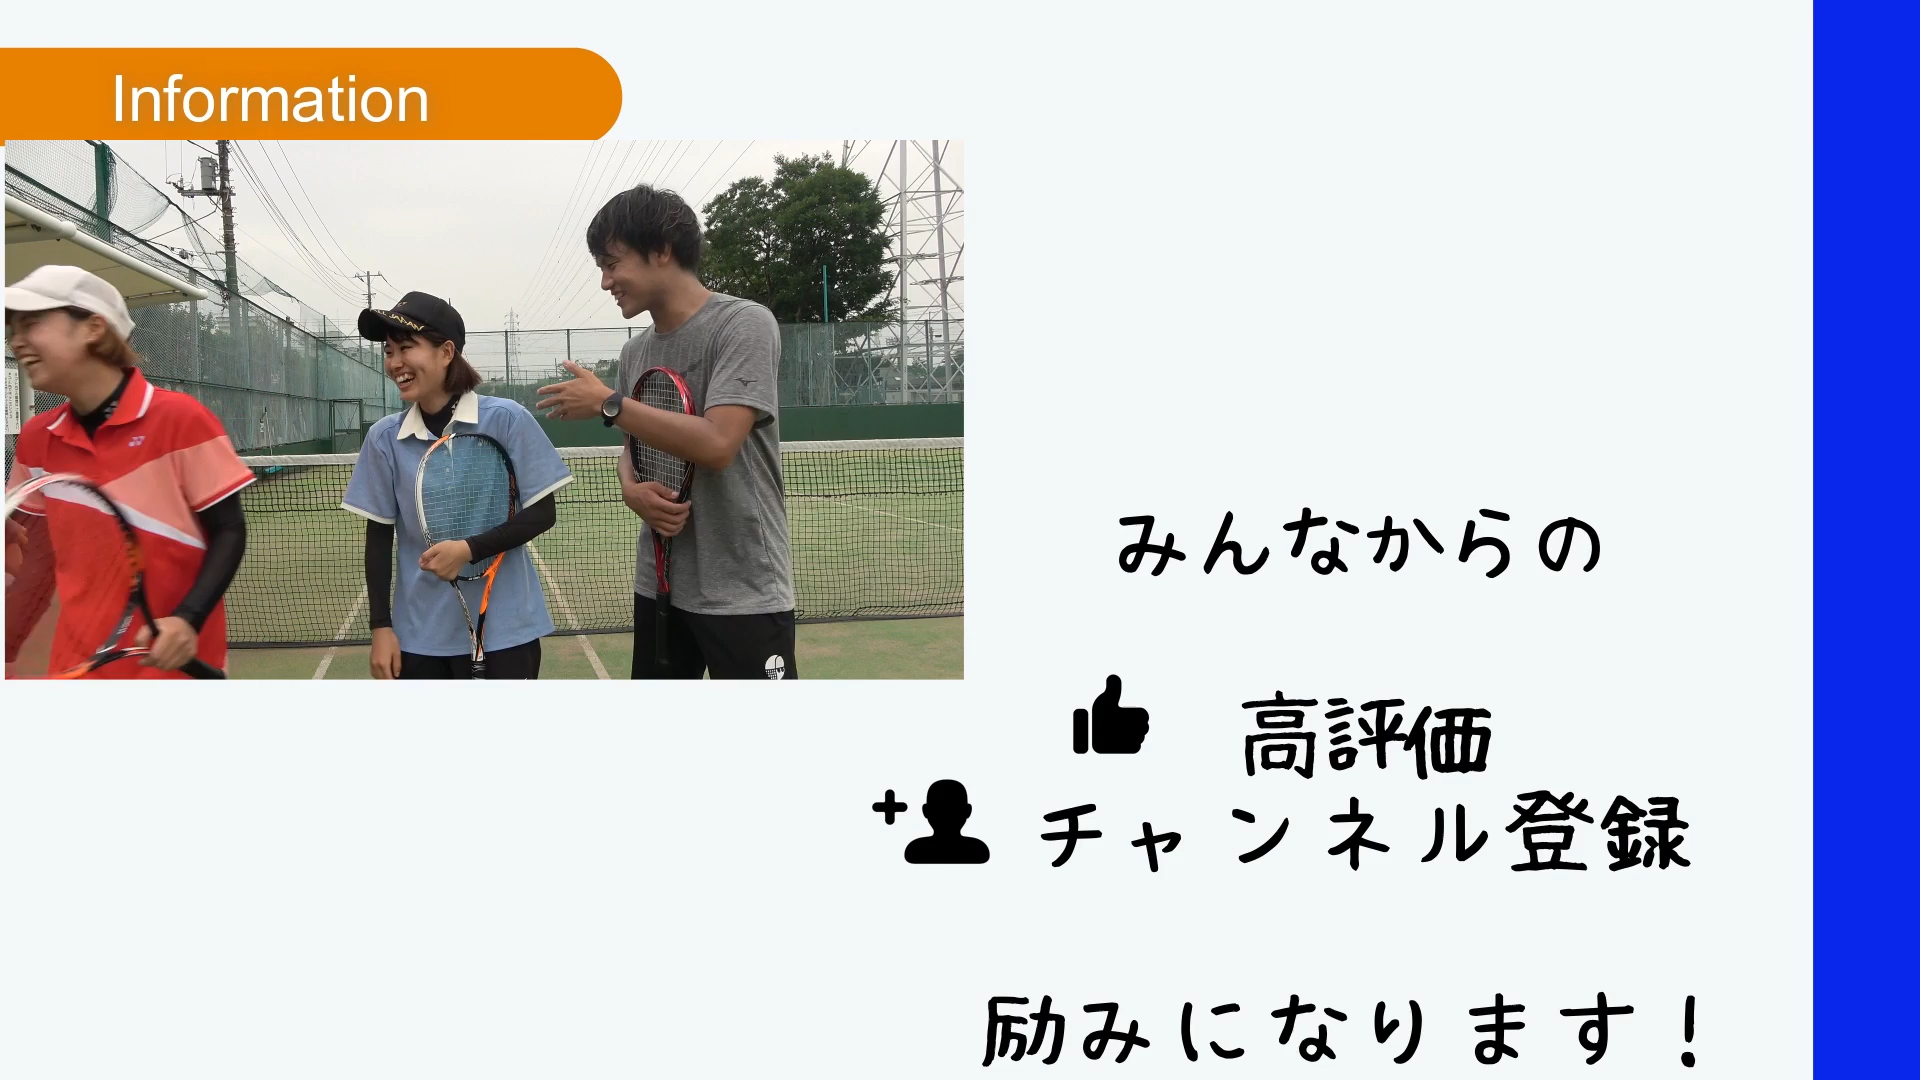 Information
みんなからの
高評価
チャンネル登録
励みになります！